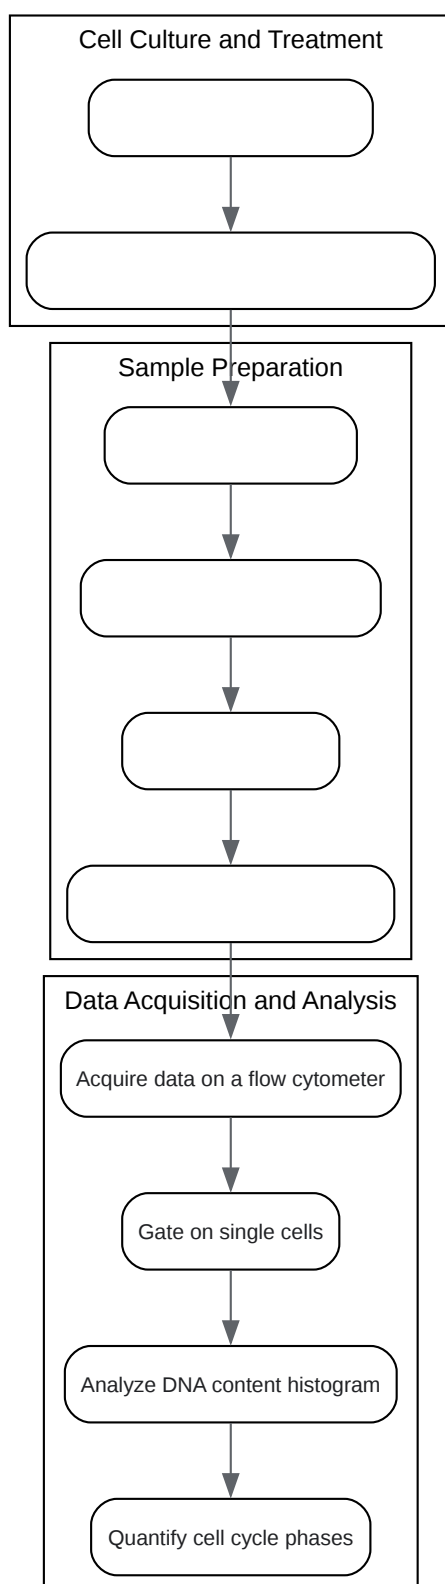 Cell Culture and Treatment
Sample Preparation
Data Acquisition and Analysis
Acquire data on a flow cytometer
Gate on single cells
Analyze DNA content histogram
Quantify cell cycle phases